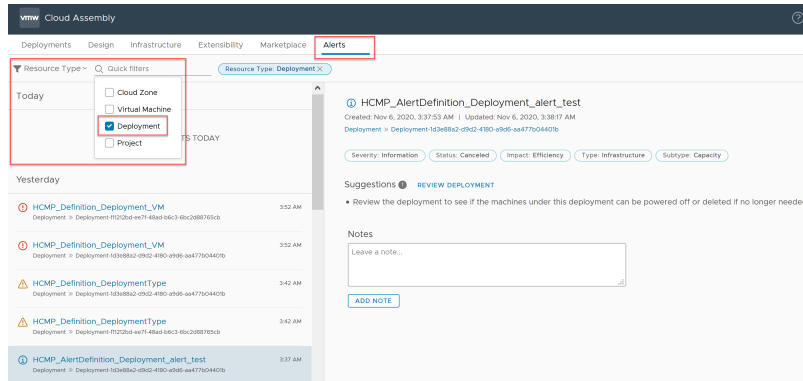 vmw Cloud Assembly
Deployments Design Infrastructure Extensibility Marketplace Alerts
Resource Type Quick filters Resource Type: Deployment ×
Cloud Zone
Virtual Machine
Deployment
Project
Today
TS TODAY
Yesterday
HCMP_Definition_Deployment_VM 3:52 AM
Deployment » Deployment-f11212bd-ee7f-48ad-b6c3-6bc2d88765cb
HCMP_Definition_Deployment_VM 3:52 AM
Deployment » Deployment-1d3e88a2-d9d2-4180-a9d6-aa477b04401b
HCMP_Definition_DeploymentType 3:42 AM
Deployment » Deployment-1d3e88a2-d9d2-4180-a9d6-aa477b04401b
HCMP_Definition_DeploymentType 3:42 AM
Deployment » Deployment-f11212bd-ee7f-48ad-b6c3-6bc2d88765cb
HCMP_AlertDefinition_Deployment_alert_test 3:37 AM
Deployment » Deployment-1d3e88a2-d9d2-4180-a9d6-aa477b04401b
HCMP_AlertDefinition_Deployment_alert_test
Created: Nov 6, 2020, 3:37:53 AM | Updated: Nov 6, 2020, 3:38:17 AM
Deployment » Deployment-1d3e88a2-d9d2-4180-a9d6-aa477b04401b
Severity: Information Status: Canceled Impact: Efficiency Type: Infrastructure Subtype: Capacity
Suggestions REVIEW DEPLOYMENT
• Review the deployment to see if the machines under this deployment can be powered off or deleted if no longer neede
Notes
Leave a note...
ADD NOTE